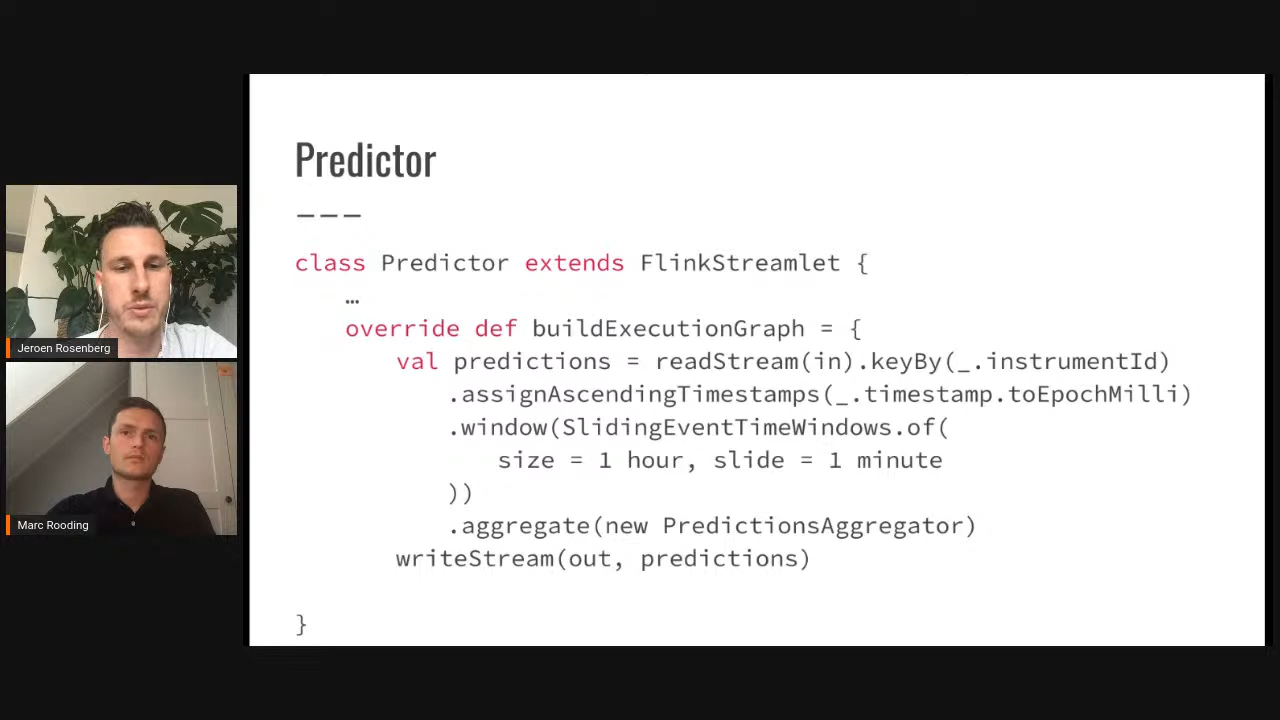 Predictor
---
class Predictor extends FlinkStreamlet {
…
override def buildExecutionGraph = {
val predictions = readStream(in).keyBy(_.instrumentId)
.assignAscendingTimestamps(_.timestamp.toEpochMilli)
.window(SlidingEventTimeWindows.of(
size = 1 hour, slide = 1 minute
))
.aggregate(new PredictionsAggregator)
writeStream(out, predictions)
}
Jeroen Rosenberg
Marc Rooding